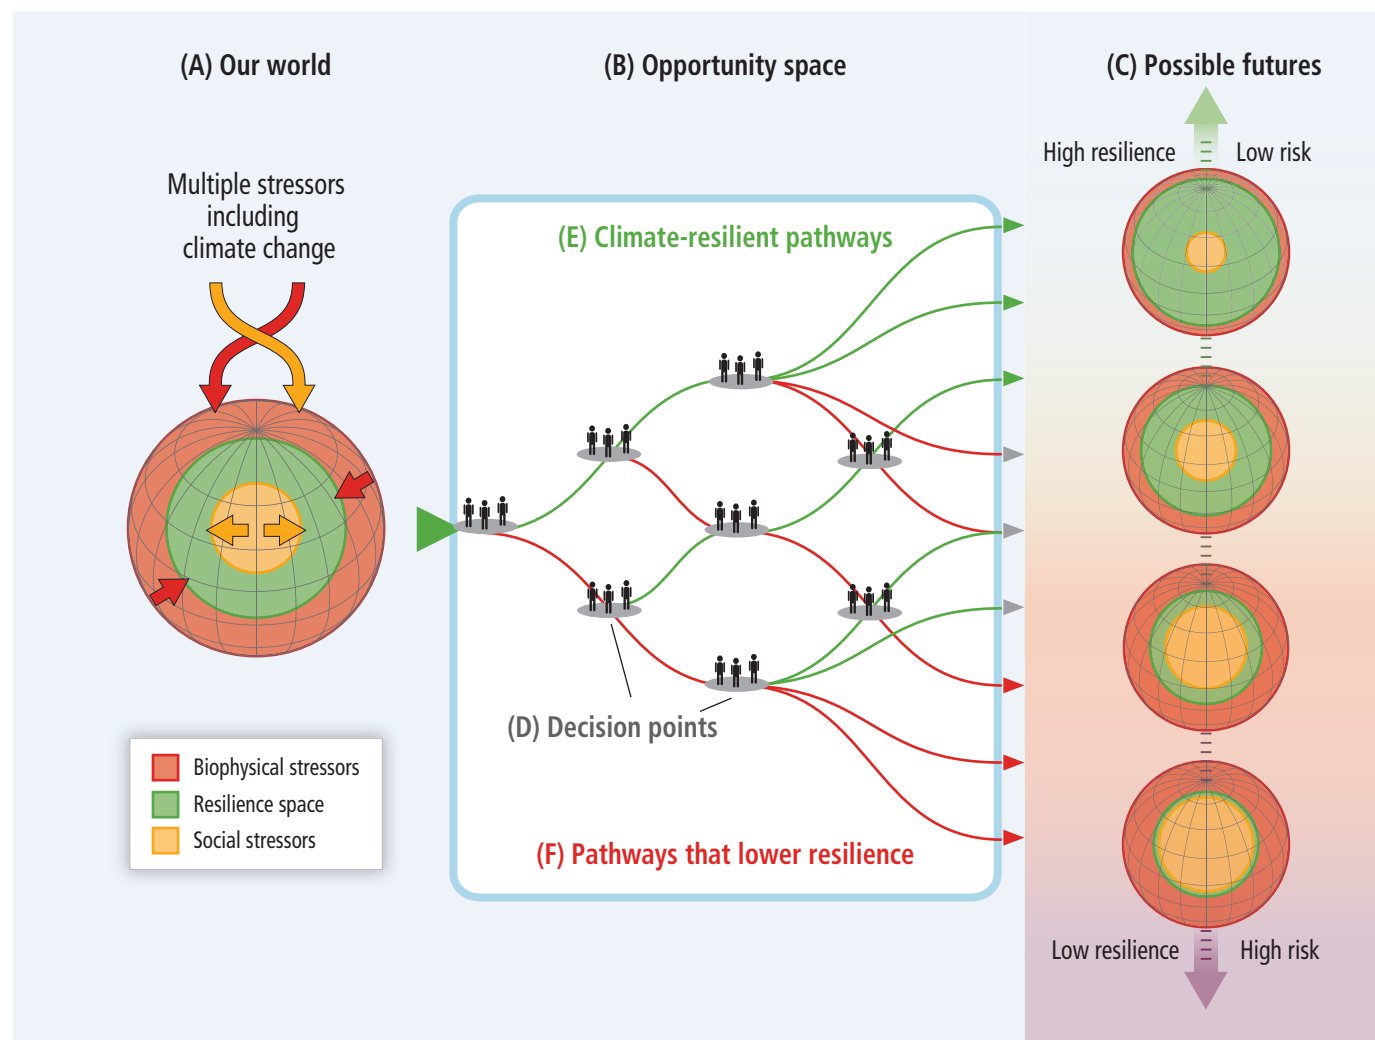 (A) Our world
(B) Opportunity space
(C) Possible futures
Multiple stressors
including
climate change
High resilience
Low risk
(E) Climate-resilient pathways
(D) Decision points
Biophysical stressors
Resilience space
Social stressors
(F) Pathways that lower resilience
Low resilience
High risk